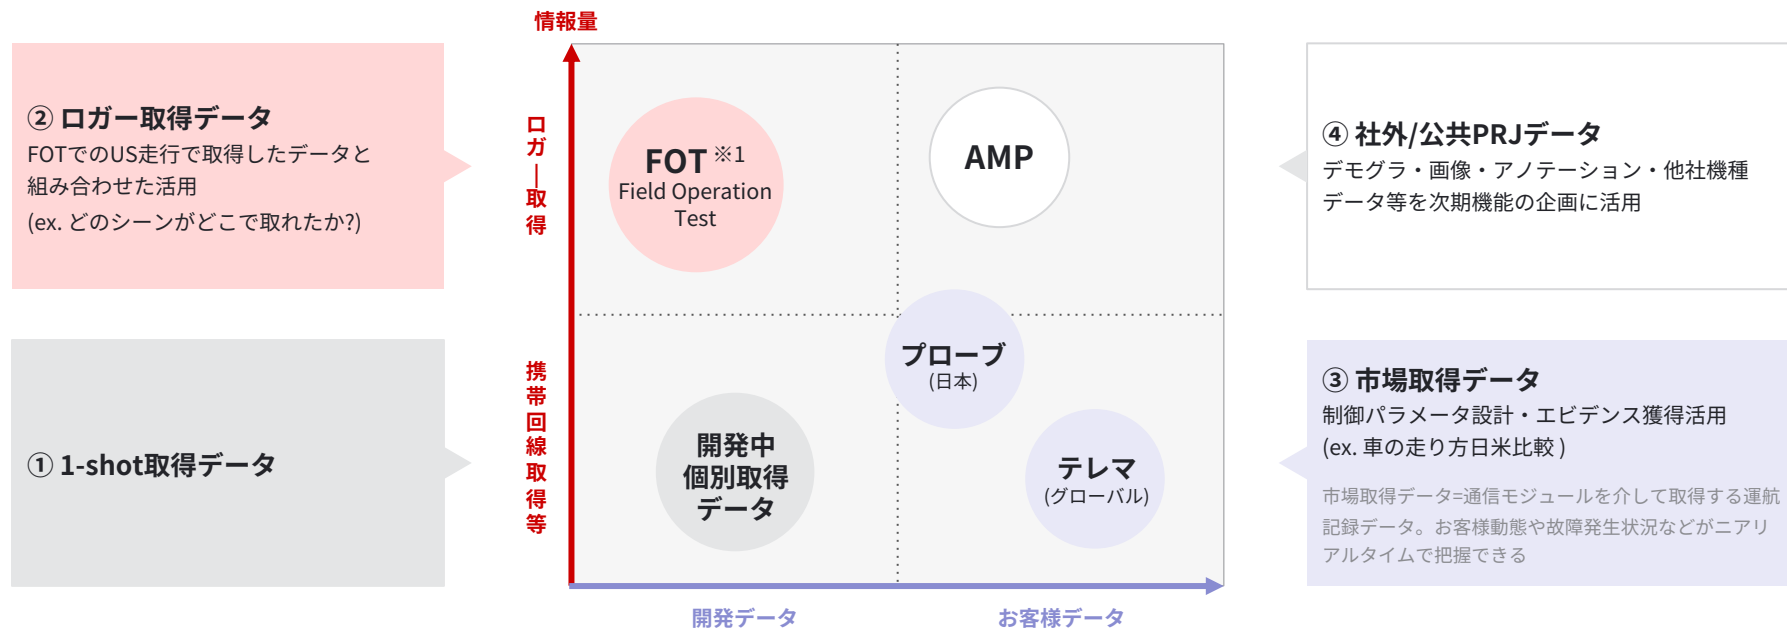 情報量
② ロガー取得データ
FOTでのUS走行で取得したデータと
組み合わせた活用
(ex. どのシーンがどこで取れたか?)
① 1-shot取得データ
ロガー取得
携帯回線取得等
FOT ※1
Field Operation
Test
AMP
プローブ
(日本)
開発中
個別取得
データ
テレマ
(グローバル)
開発データ
お客様データ
④ 社外/公共PRJデータ
デモグラ・画像・アノテーション・他社機種
データ等を次期機能の企画に活用
③ 市場取得データ
制御パラメータ設計・エビデンス獲得活用
(ex. 車の走り方日米比較 )
市場取得データ=通信モジュールを介して取得する運航
記録データ。お客様動態や故障発生状況などがニアリ
アルタイムで把握できる